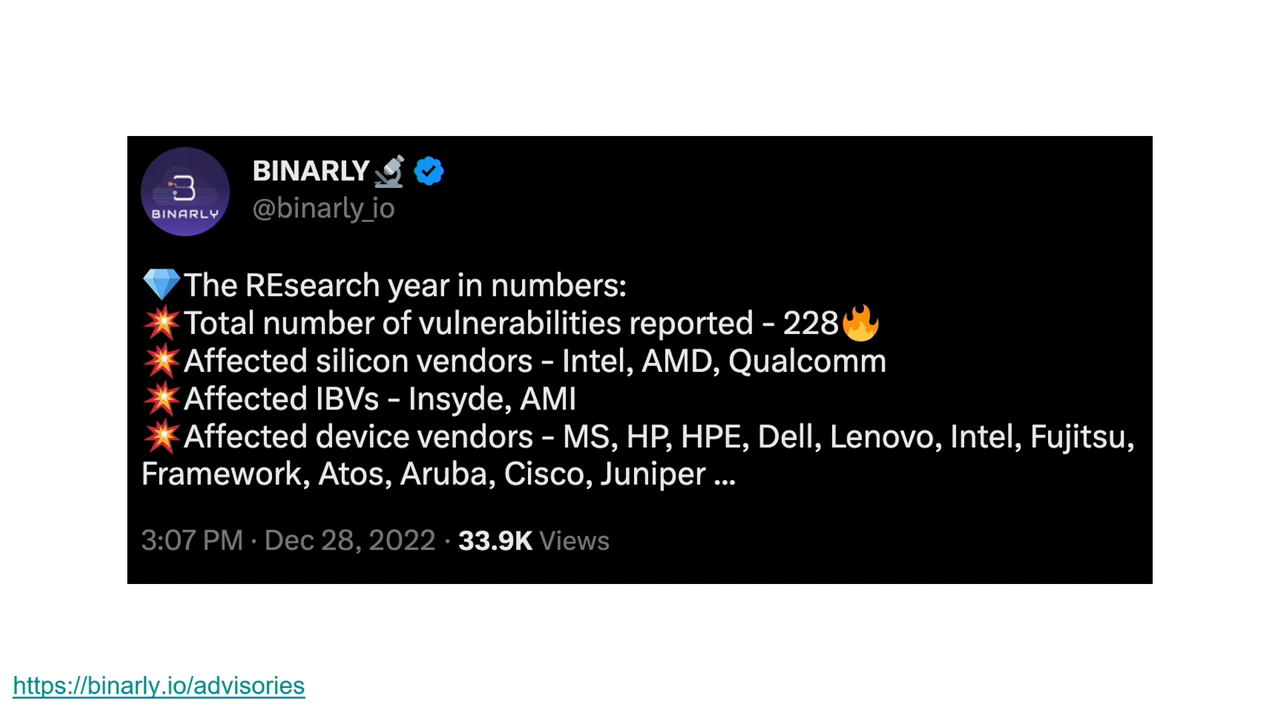 BINARLY🔬
@binarly_io
BINARLY
💎The REsearch year in numbers:
💥Total number of vulnerabilities reported - 228🔥
💥Affected silicon vendors - Intel, AMD, Qualcomm
💥Affected IBVs - Insyde, AMI
💥Affected device vendors - MS, HP, HPE, Dell, Lenovo, Intel, Fujitsu,
Framework, Atos, Aruba, Cisco, Juniper ...
3:07 PM · Dec 28, 2022 · 33.9K Views
https://binarly.io/advisories